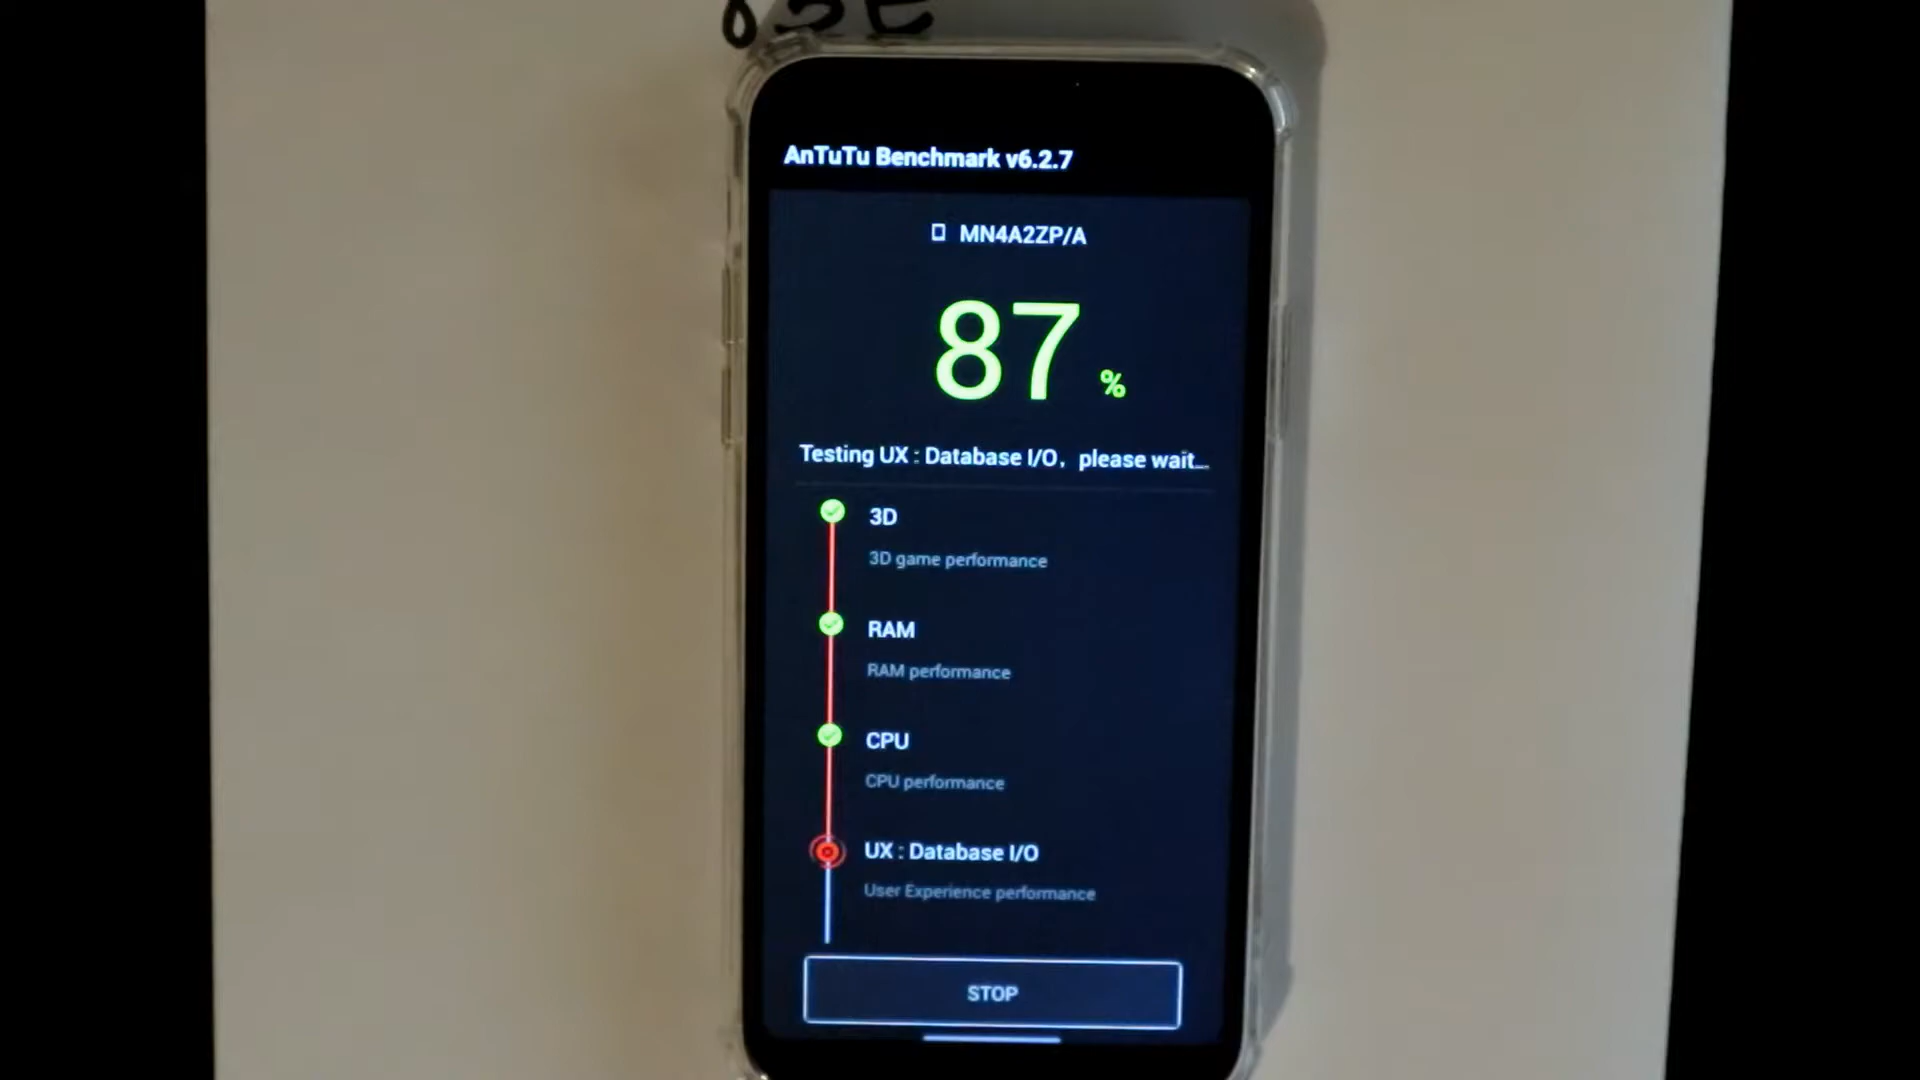 AnTuTu Benchmark v6.2.7
MN4A2ZP/A
87 %
Testing UX : Database I/O, please wait...
3D
3D game performance
RAM
RAM performance
CPU
CPU performance
UX : Database I/O
User Experience performance
STOP